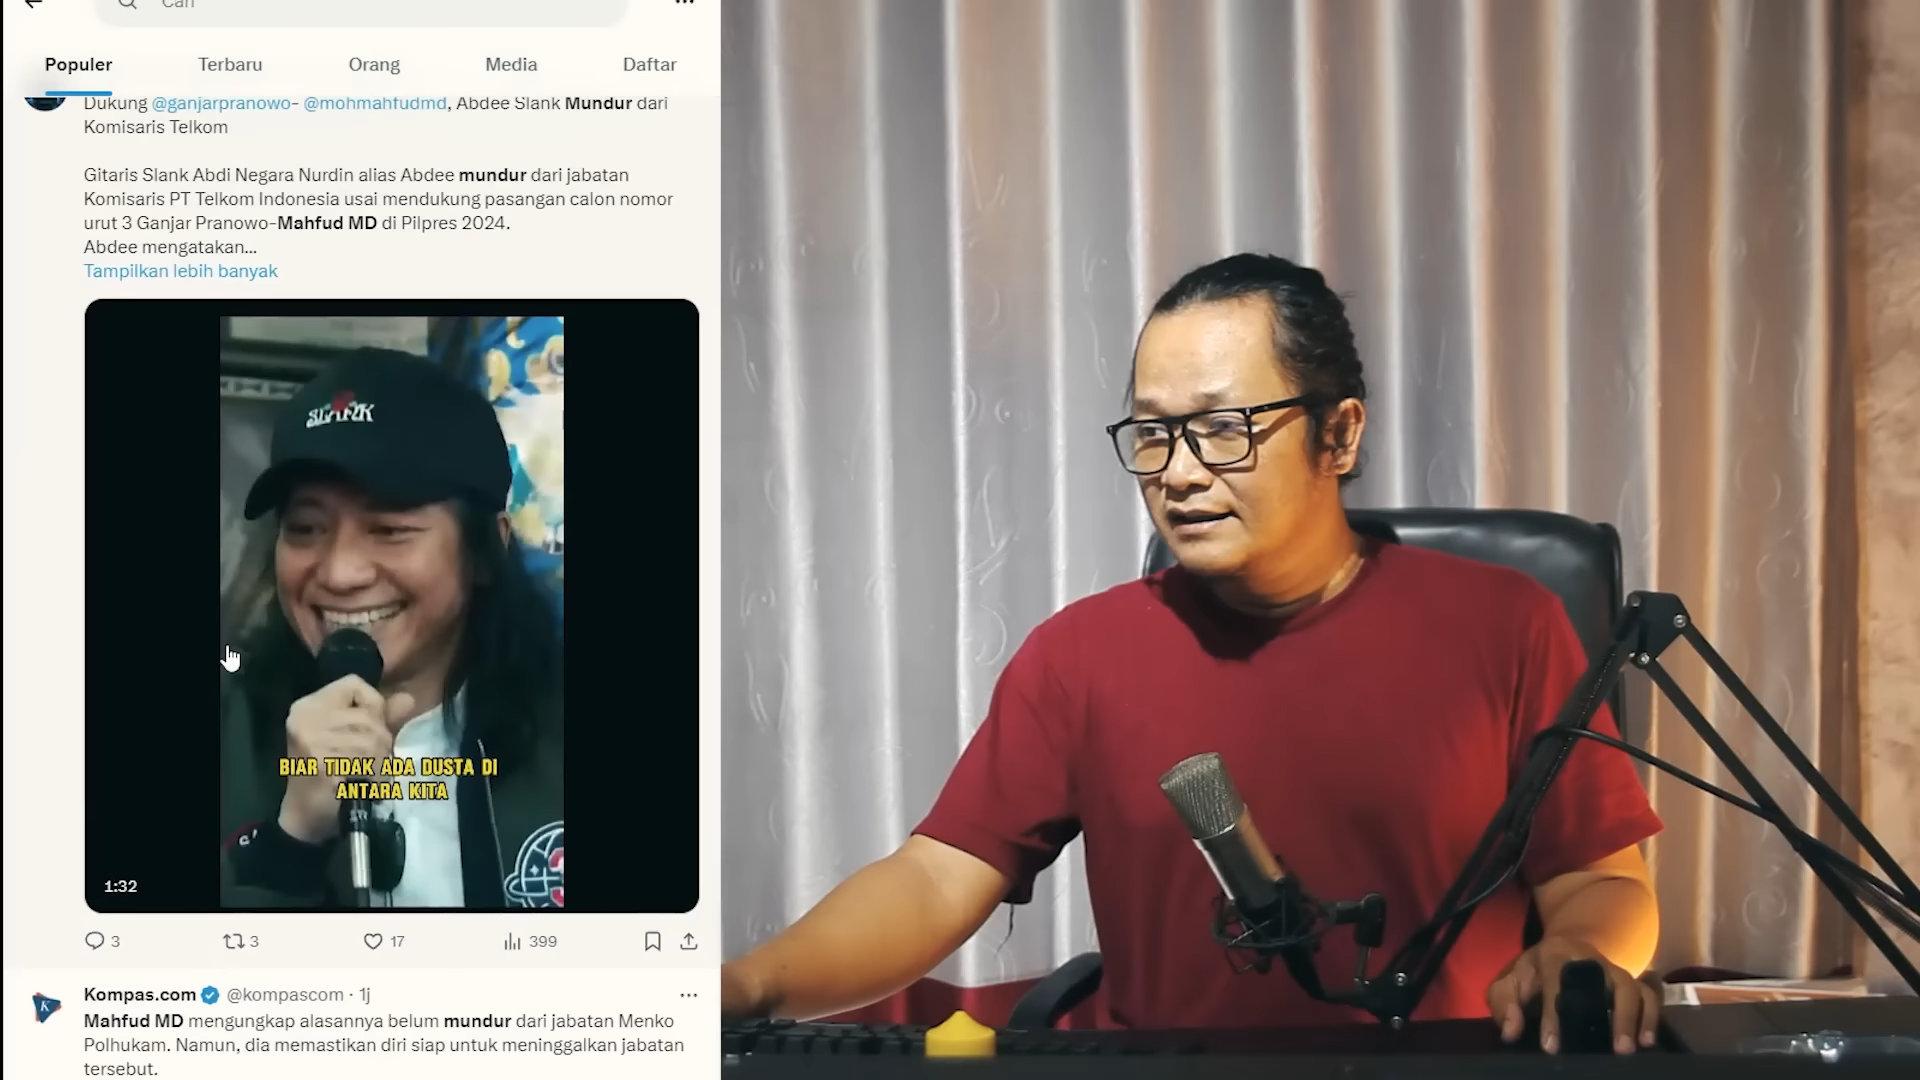 Cari
Populer
Terbaru
Orang
Media
Daftar
Dukung @ganjarpranowo- @mohmahfudmd, Abdee Slank Mundur dari
Komisaris Telkom
Gitaris Slank Abdi Negara Nurdin alias Abdee mundur dari jabatan
Komisaris PT Telkom Indonesia usai mendukung pasangan calon nomor
urut 3 Ganjar Pranowo-Mahfud MD di Pilpres 2024.
Abdee mengatakan...
Tampilkan lebih banyak
SLANK
BIAR TIDAK ADA DUSTA DI
ANTARA KITA
1:32
3
3
17
399
Kompas.com @kompascom · 1j
Mahfud MD mengungkap alasannya belum mundur dari jabatan Menko
Polhukam. Namun, dia memastikan diri siap untuk meninggalkan jabatan
tersebut.